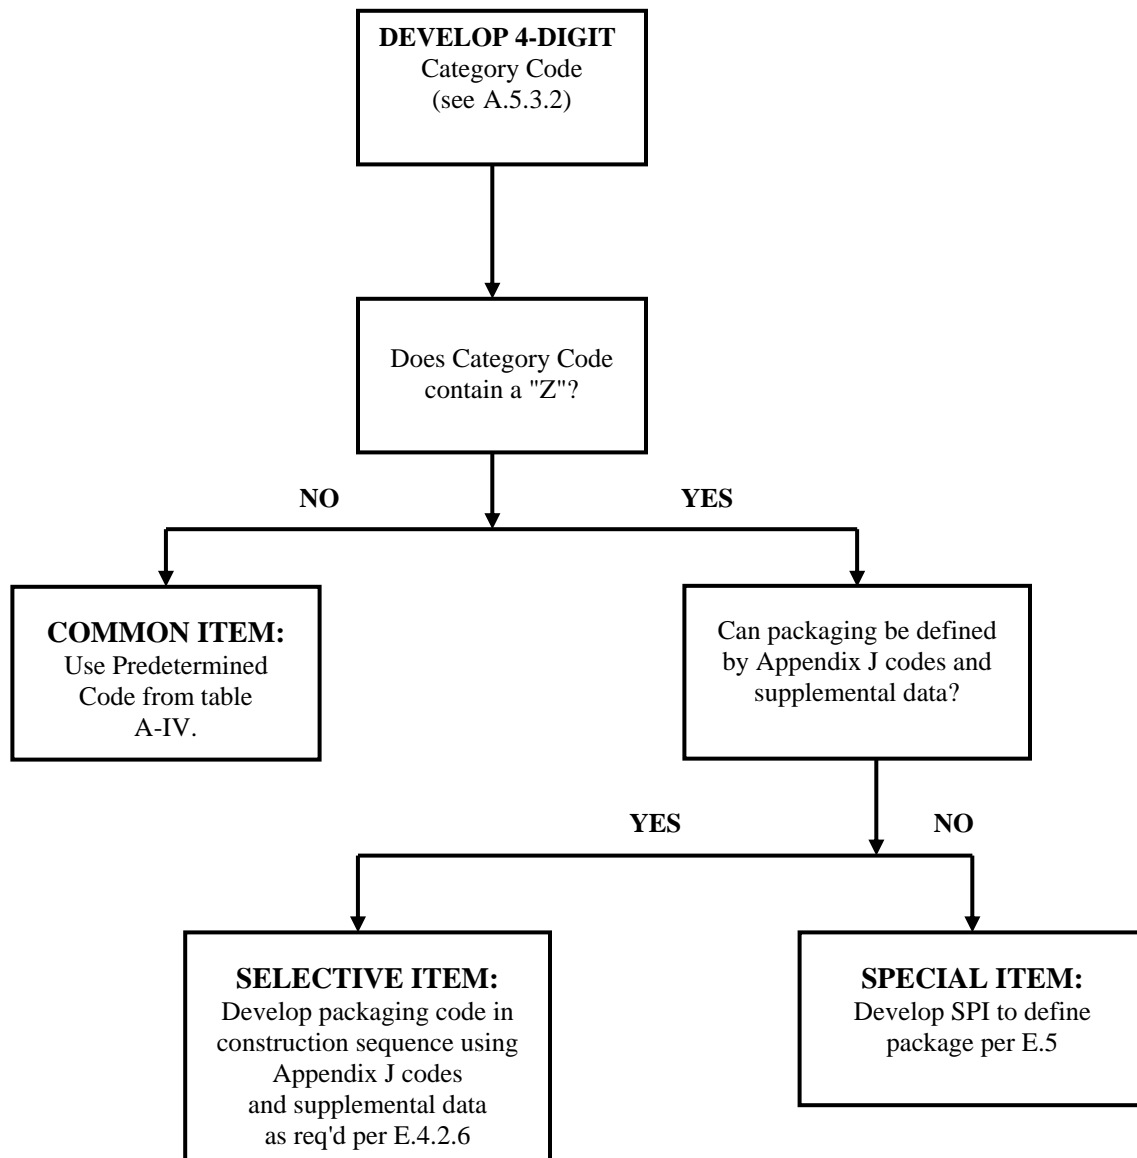 DEVELOP 4-DIGIT
Category Code
(see A.5.3.2)
Does Category Code
contain a "Z"?
NO
YES
COMMON ITEM:
Use Predetermined
Code from table
A-IV.
Can packaging be defined
by Appendix J codes and
supplemental data?
YES
NO
SELECTIVE ITEM:
Develop packaging code in
construction sequence using
Appendix J codes
and supplemental data
as req'd per E.4.2.6
SPECIAL ITEM:
Develop SPI to define
package per E.5